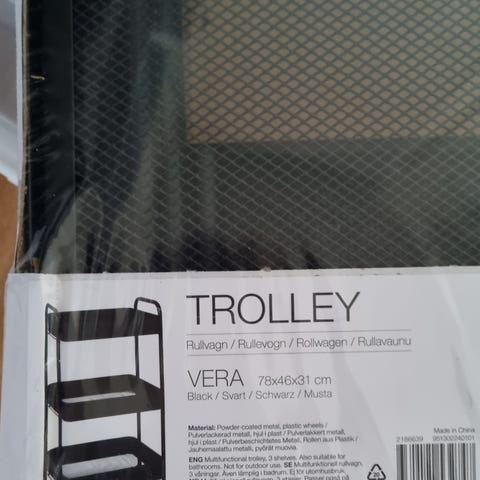 TROLLEY
Rullvagn / Rullevogn / Rollwagen / Rullavaunu
VERA 78x46x31 cm
Black / Svart / Schwarz / Musta
Material: Powder-coated metal, plastic wheels /
Pulverlackerad metall, hjul i plast / Pulverlakkert metall,
hjul i plast / Pulverbeschichtetes Metall, Rollen aus Plastik /
Jauhemaalattu metalli, pyörät muovia.
ENG Multifunctional trolley, 3 shelves. Also suitable for
bathrooms. Not for outdoor use. SE Multifunktionell rullvagn,
3 våningar. Även lämplig i badrum. Ej för utomhusbruk.
Made in China
2186639 951302240101